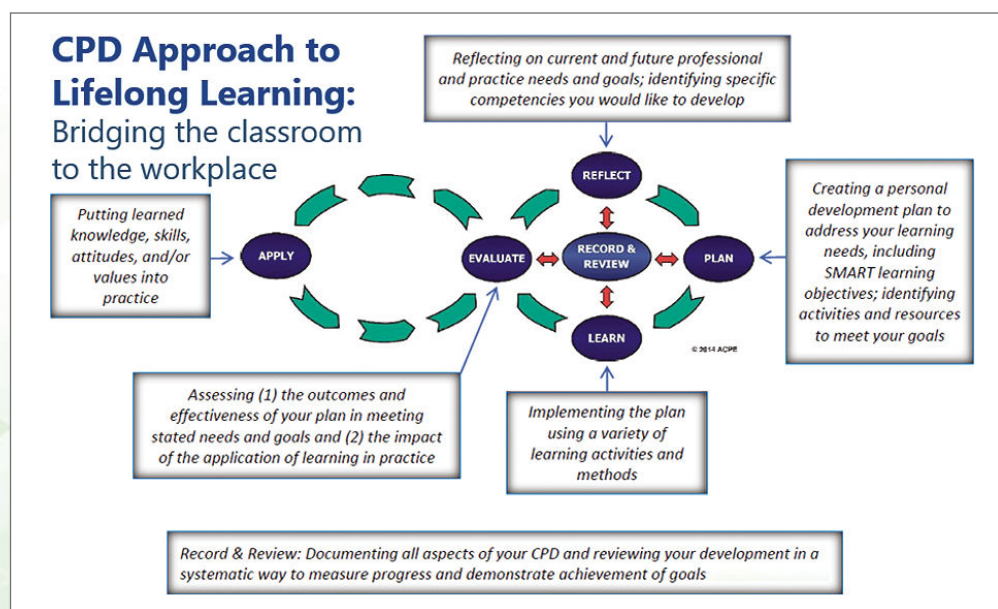 CPD Approach to
Lifelong Learning:
Bridging the classroom
to the workplace
Reflecting on current and future professional
and practice needs and goals; identifying specific
competencies you would like to develop
Putting learned
knowledge, skills,
attitudes, and/or
values into
practice
REFLECT
Creating a personal
development plan to
address your learning
needs, including
SMART learning
objectives; identifying
activities and resources
to meet your goals
APPLY
EVALUATE
RECORD &
REVIEW
PLAN
LEARN
© 2014 ACPE
Assessing (1) the outcomes and
effectiveness of your plan in meeting
stated needs and goals and (2) the impact
of the application of learning in practice
Implementing the plan
using a variety of
learning activities and
methods
Record & Review: Documenting all aspects of your CPD and reviewing your development in a
systematic way to measure progress and demonstrate achievement of goals